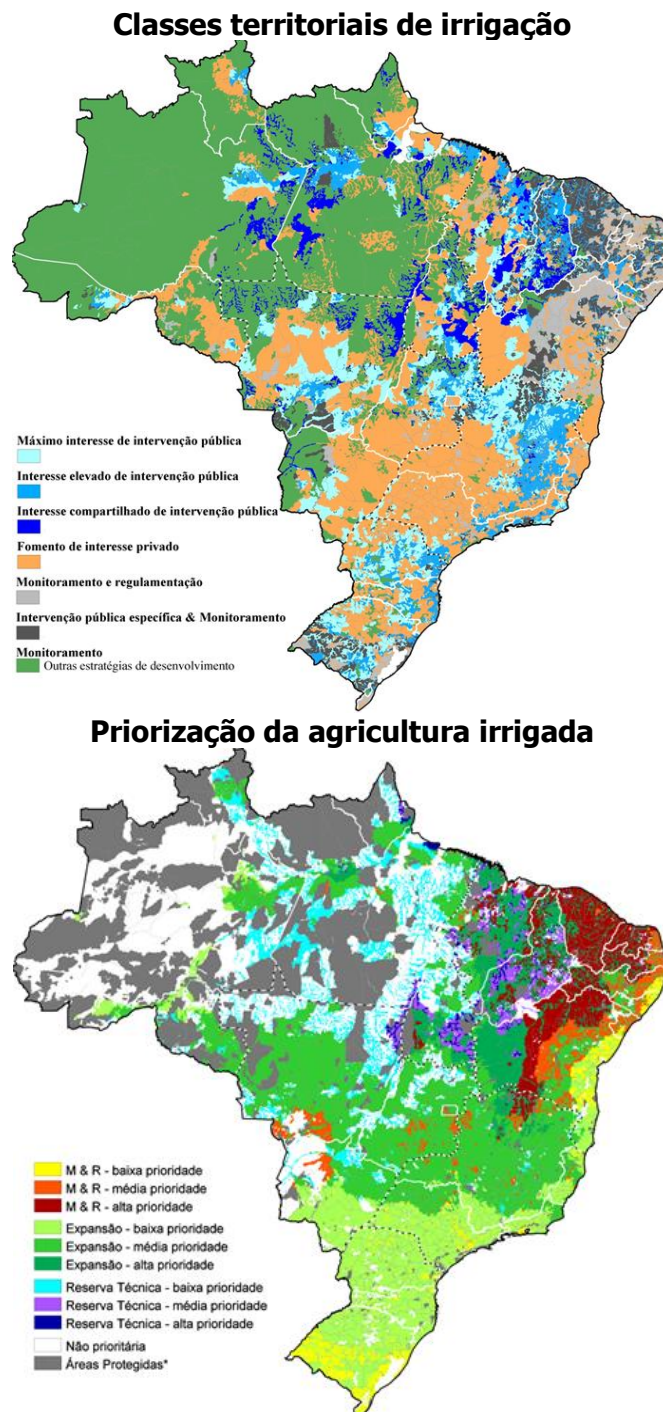 Classes territoriais de irrigação
Máximo interesse de intervenção pública
Interesse elevado de intervenção pública
Interesse compartilhado de intervenção pública
Fomento de interesse privado
Monitoramento e regulamentação
Intervenção pública específica & Monitoramento
Monitoramento
Outras estratégias de desenvolvimento
Priorização da agricultura irrigada
M & R - baixa prioridade
M & R - média prioridade
M & R - alta prioridade
Expansão - baixa prioridade
Expansão - média prioridade
Expansão - alta prioridade
Reserva Técnica - baixa prioridade
Reserva Técnica - média prioridade
Reserva Técnica - alta prioridade
Não prioritária
Áreas Protegidas*